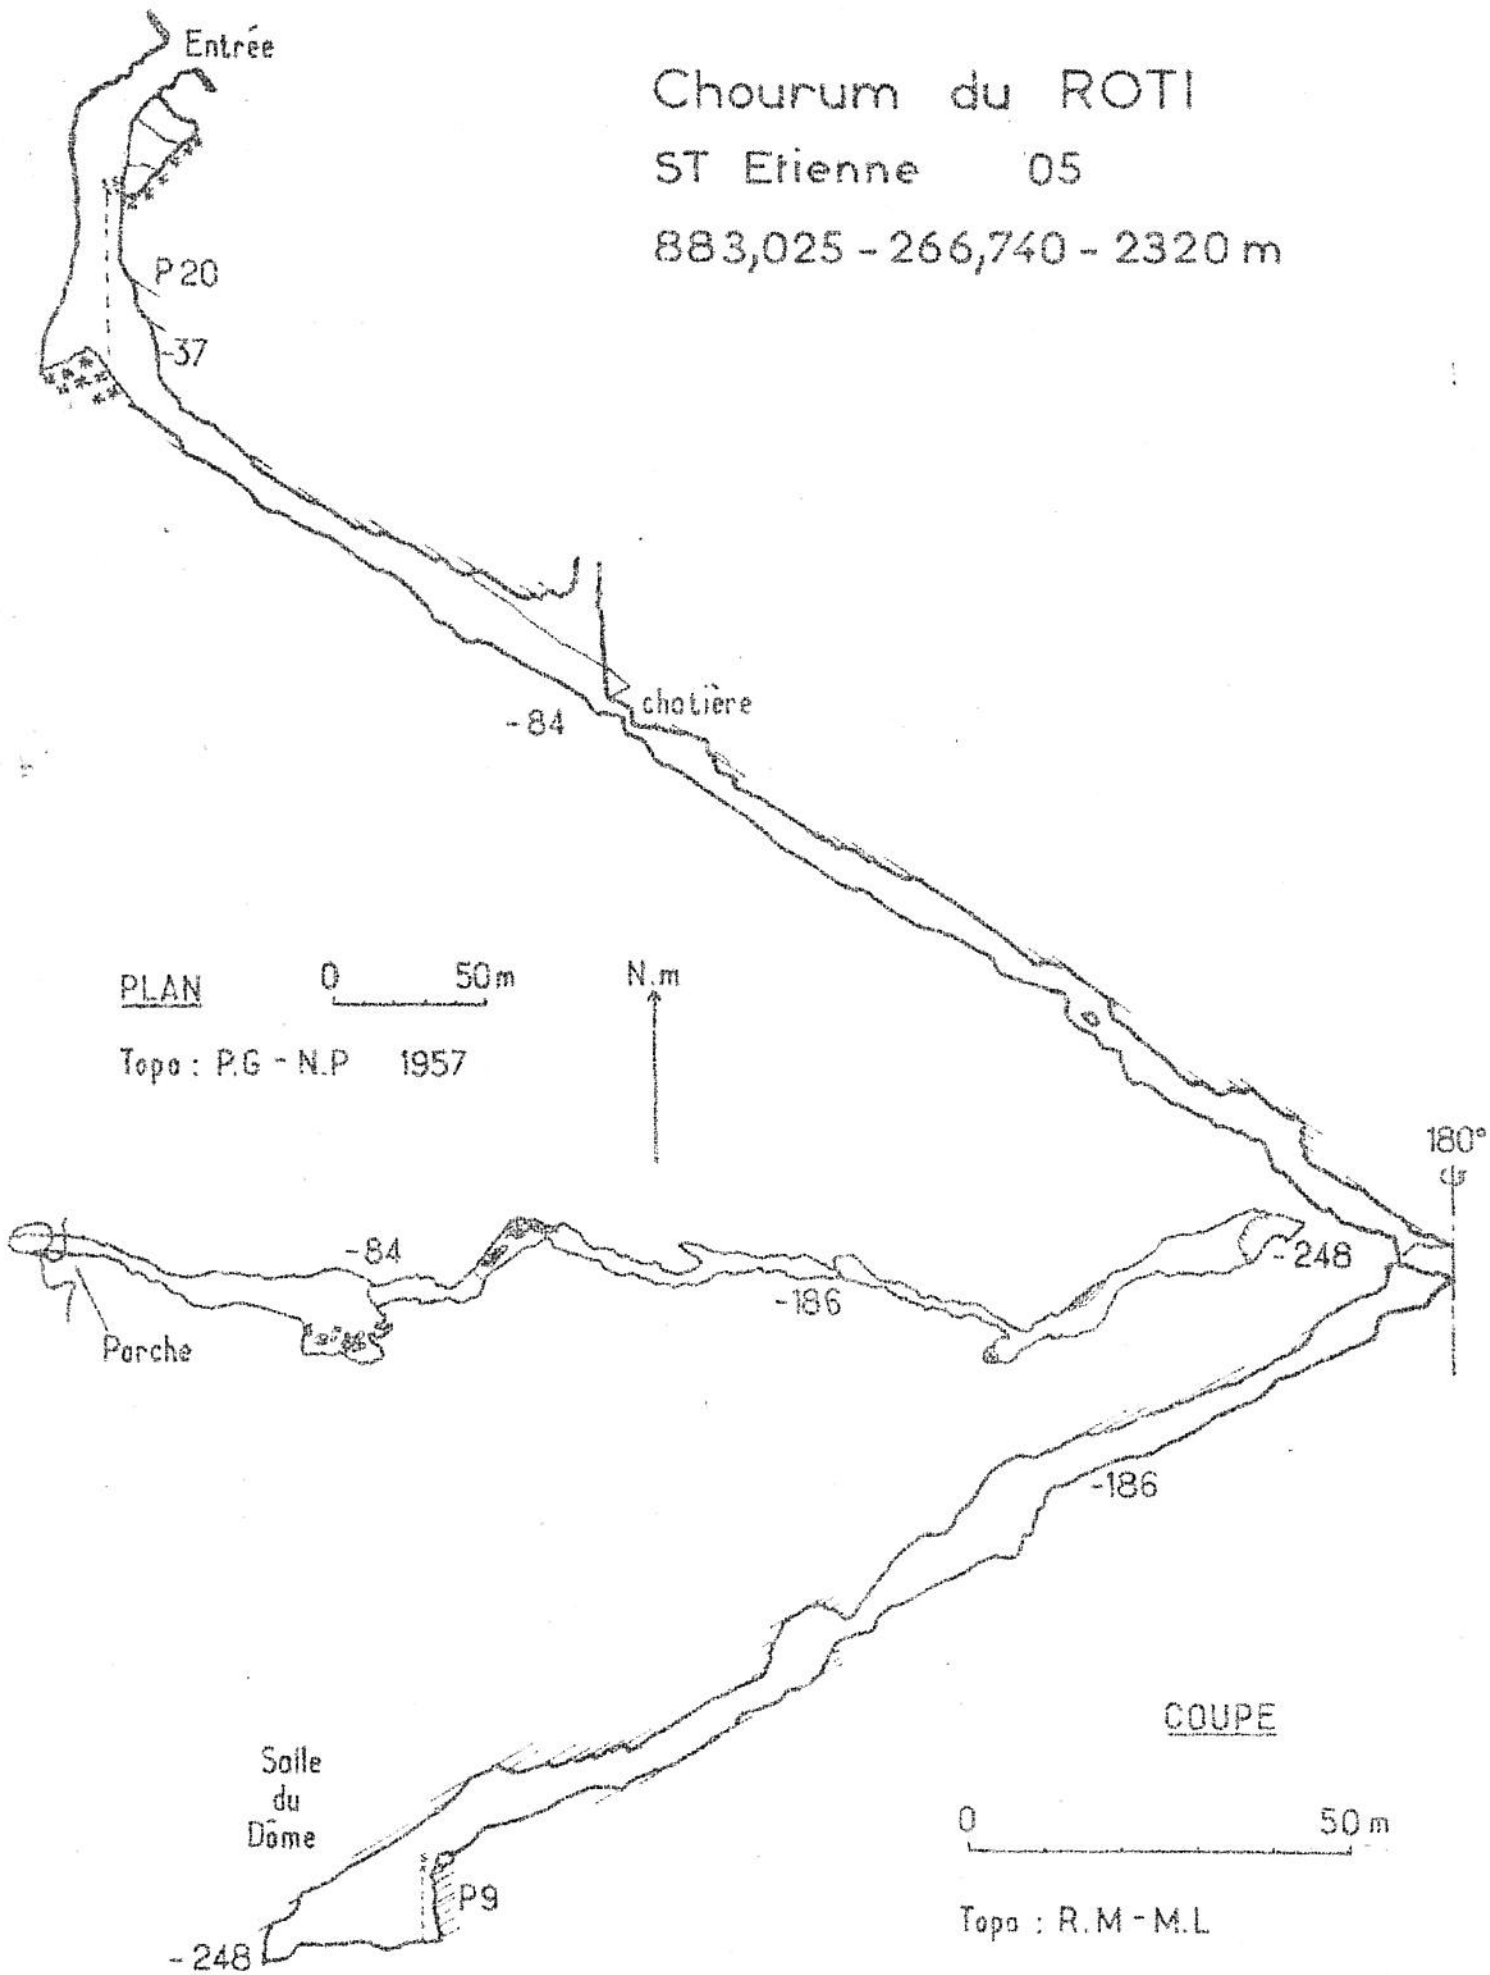 Entrée
Chourum du ROTI
ST Etienne 05
883,025 - 266,740 - 2320 m
P20
-37
chatière
-84
PLAN
0 50m
N.m
Topo : P.G - N.P 1957
180°
-84
-248
-186
Porche
-186
COUPE
Salle
du
Dôme
0 50 m
P9
Topo : R.M - M.L
-248